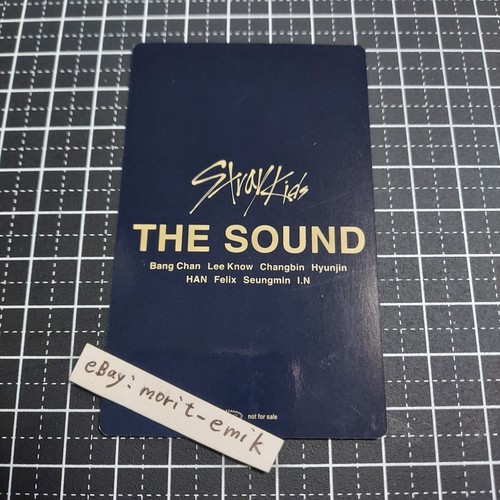 Stray Kids
THE SOUND
Bang Chan Lee Know Changbin Hyunjin
HAN Felix Seungmin I.N
not for sale
eBay: morit-emik